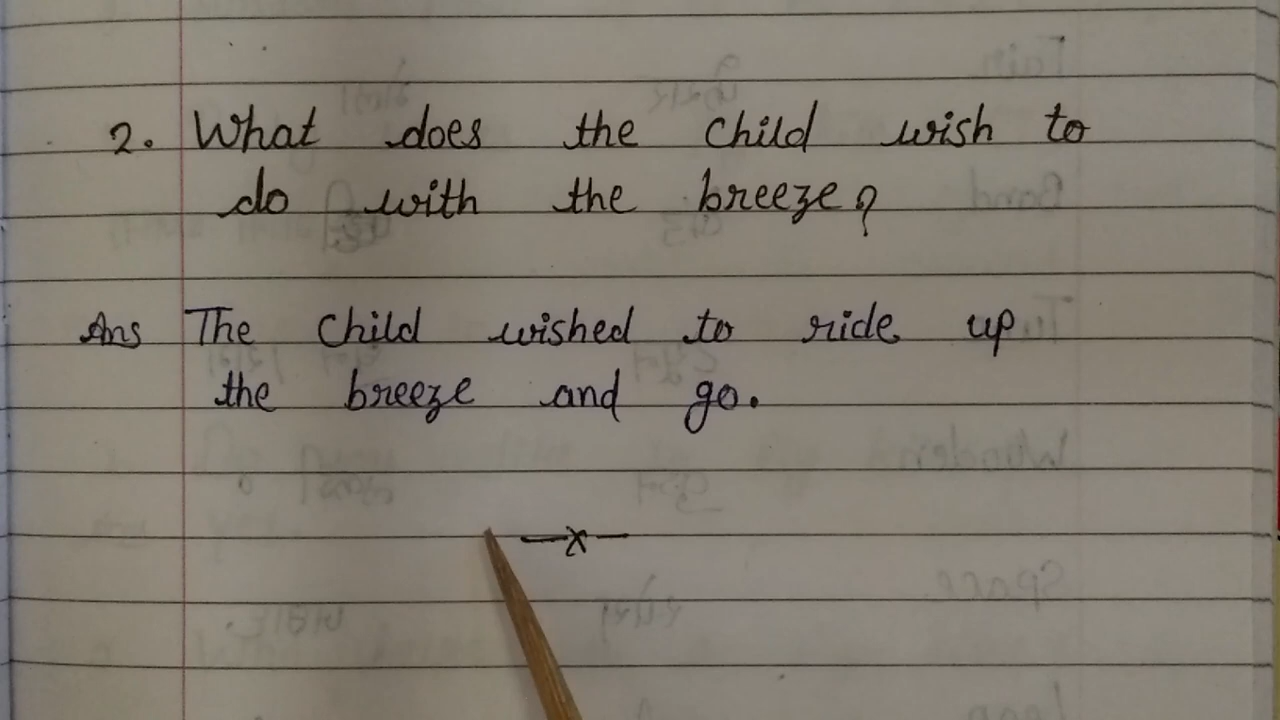 2. What does the child wish to
do with the breeze?
Ans The child wished to ride up
the breeze and go.
—x—